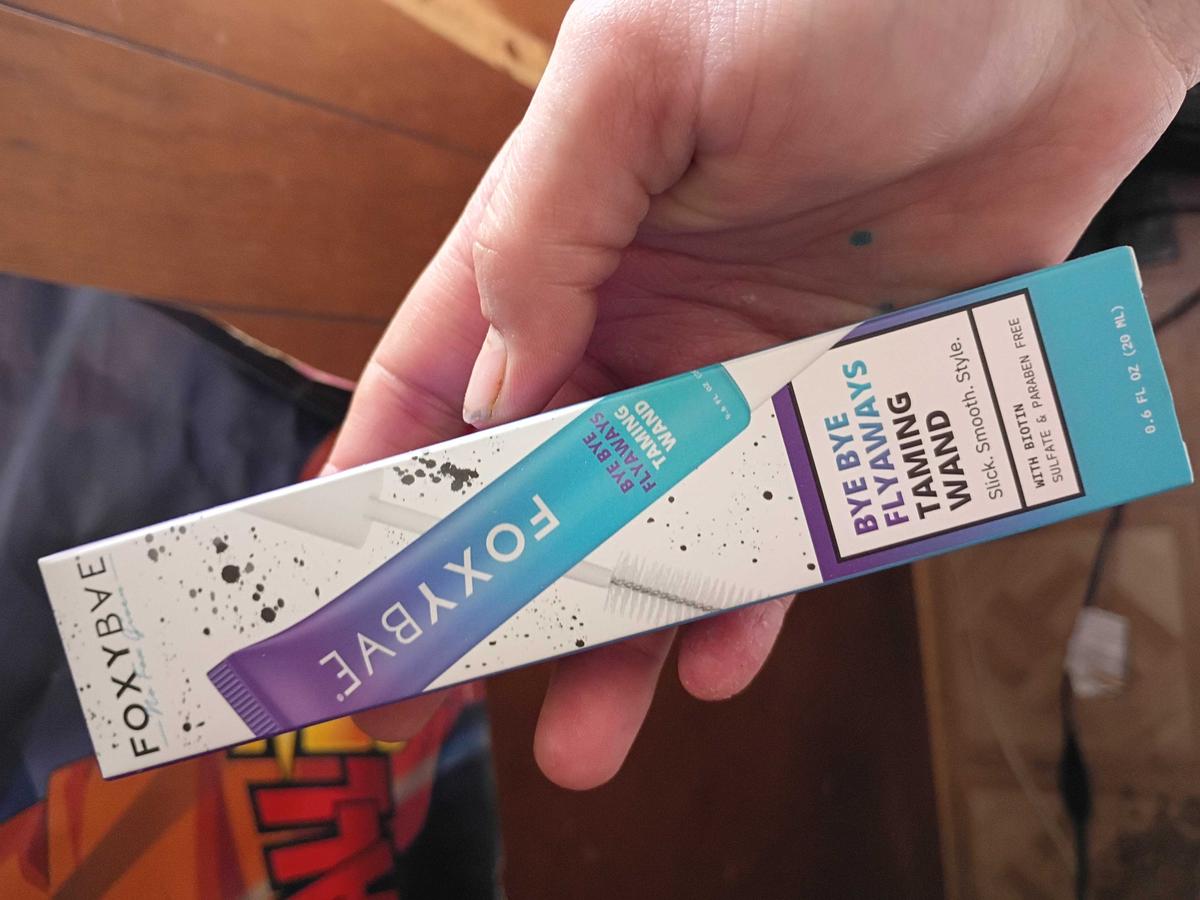 FOXYBAE
BYE BYE
FLYAWAYS
TAMING
WAND
FOXYBAE
BYE BYE
FLYAWAYS
TAMING
WAND
Slick. Smooth. Style.
WITH BIOTIN
SULFATE & PARABEN FREE
0.6 FL OZ (20 ML)